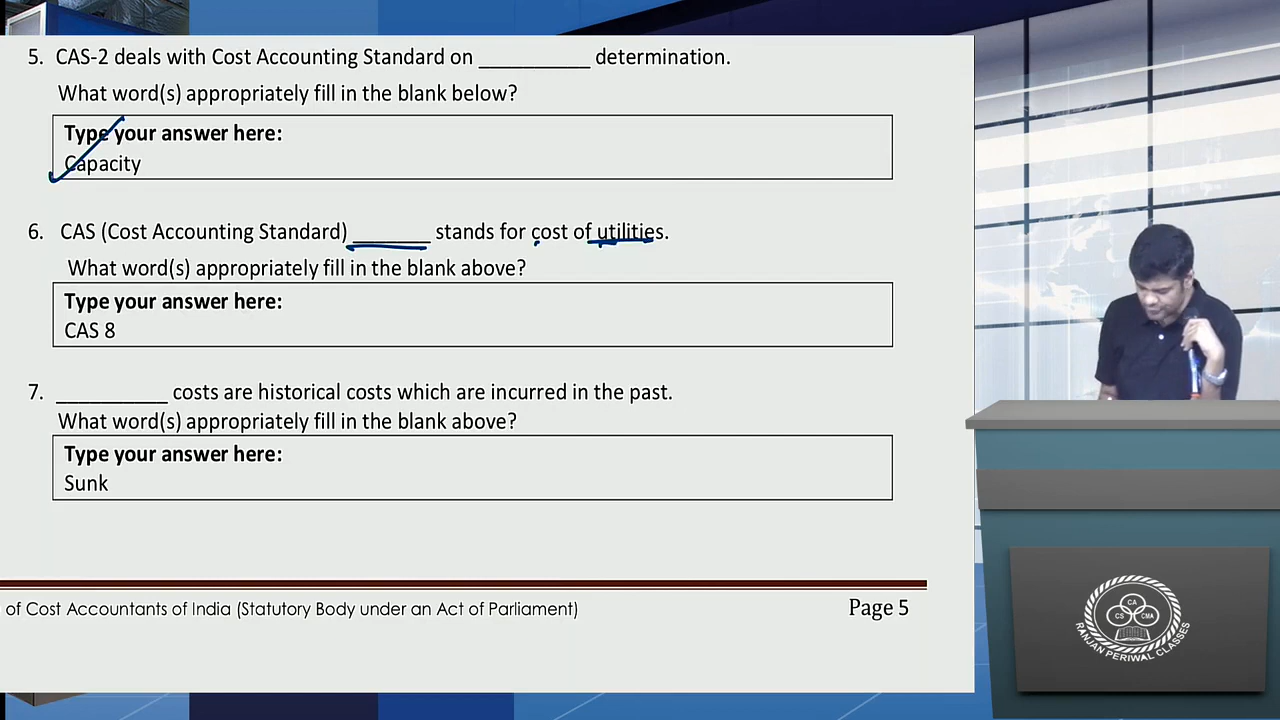 5. CAS-2 deals with Cost Accounting Standard on __________ determination.
What word(s) appropriately fill in the blank below?
Type your answer here:
Capacity
6. CAS (Cost Accounting Standard) _______ stands for cost of utilities.
What word(s) appropriately fill in the blank above?
Type your answer here:
CAS 8
7. __________ costs are historical costs which are incurred in the past.
What word(s) appropriately fill in the blank above?
Type your answer here:
Sunk
of Cost Accountants of India (Statutory Body under an Act of Parliament)
Page 5
CA
CS
CMA
RANJAN PERIWAL CLASSES